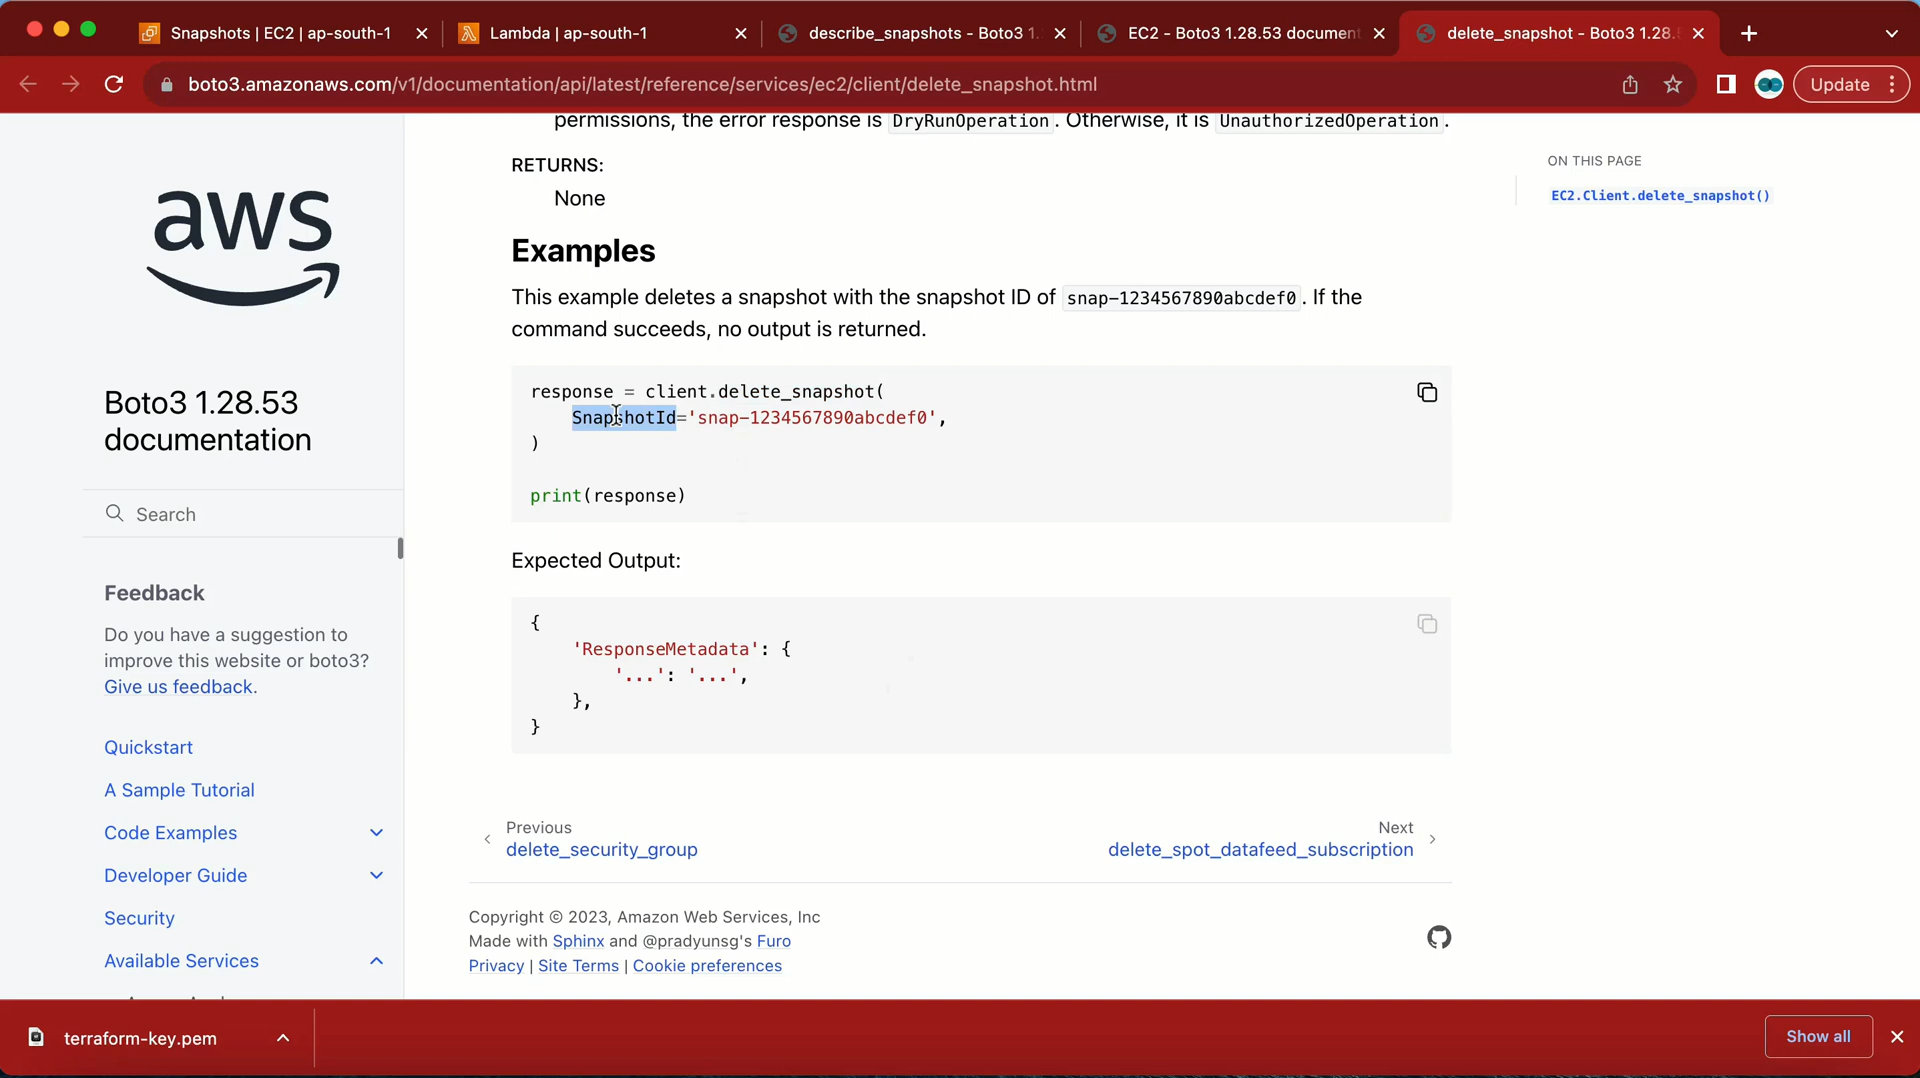 Snapshots | EC2 | ap-south-1
Lambda | ap-south-1
describe_snapshots - Boto3 1.
EC2 - Boto3 1.28.53 document
delete_snapshot - Boto3 1.28.
boto3.amazonaws.com/v1/documentation/api/latest/reference/services/ec2/client/delete_snapshot.html
Update
aws
Boto3 1.28.53
documentation
Search
Feedback
Do you have a suggestion to
improve this website or boto3?
Give us feedback.
Quickstart
A Sample Tutorial
Code Examples
Developer Guide
Security
Available Services
permissions, the error response is DryRunOperation. Otherwise, it is UnauthorizedOperation.
RETURNS:
None
Examples
This example deletes a snapshot with the snapshot ID of snap-1234567890abcdef0. If the
command succeeds, no output is returned.
response = client.delete_snapshot(
SnapshotId='snap-1234567890abcdef0',
)
print(response)
Expected Output:
{
'ResponseMetadata': {
'...': '...',
},
}
Previous
delete_security_group
Next
delete_spot_datafeed_subscription
Copyright © 2023, Amazon Web Services, Inc
Made with Sphinx and @pradyunsg's Furo
Privacy | Site Terms | Cookie preferences
ON THIS PAGE
EC2.Client.delete_snapshot()
terraform-key.pem
Show all